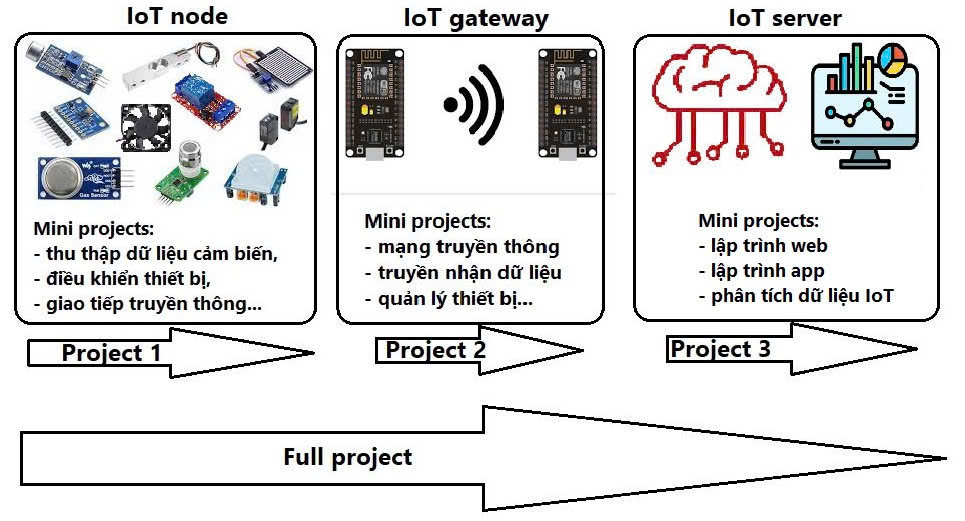 IoT node
IoT gateway
IoT server
Mini projects:
- thu thập dữ liệu cảm biến,
- điều khiển thiết bị,
- giao tiếp truyền thông...
Mini projects:
- mạng truyền thông
- truyền nhận dữ liệu
- quản lý thiết bị...
Mini projects:
- lập trình web
- lập trình app
- phân tích dữ liệu IoT
Project 1
Project 2
Project 3
Full project